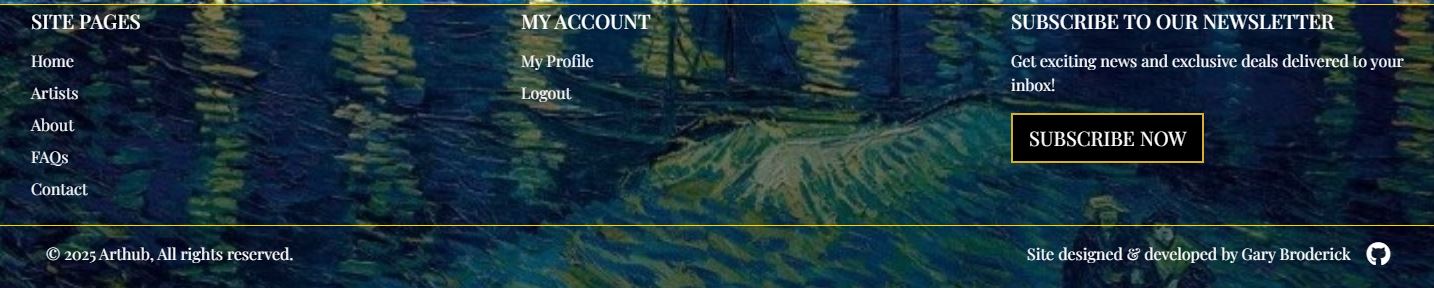 SITE PAGES
Home
Artists
About
FAQs
Contact
MY ACCOUNT
My Profile
Logout
SUBSCRIBE TO OUR NEWSLETTER
Get exciting news and exclusive deals delivered to your
inbox!
SUBSCRIBE NOW
© 2025 Arthub, All rights reserved.
Site designed & developed by Gary Broderick